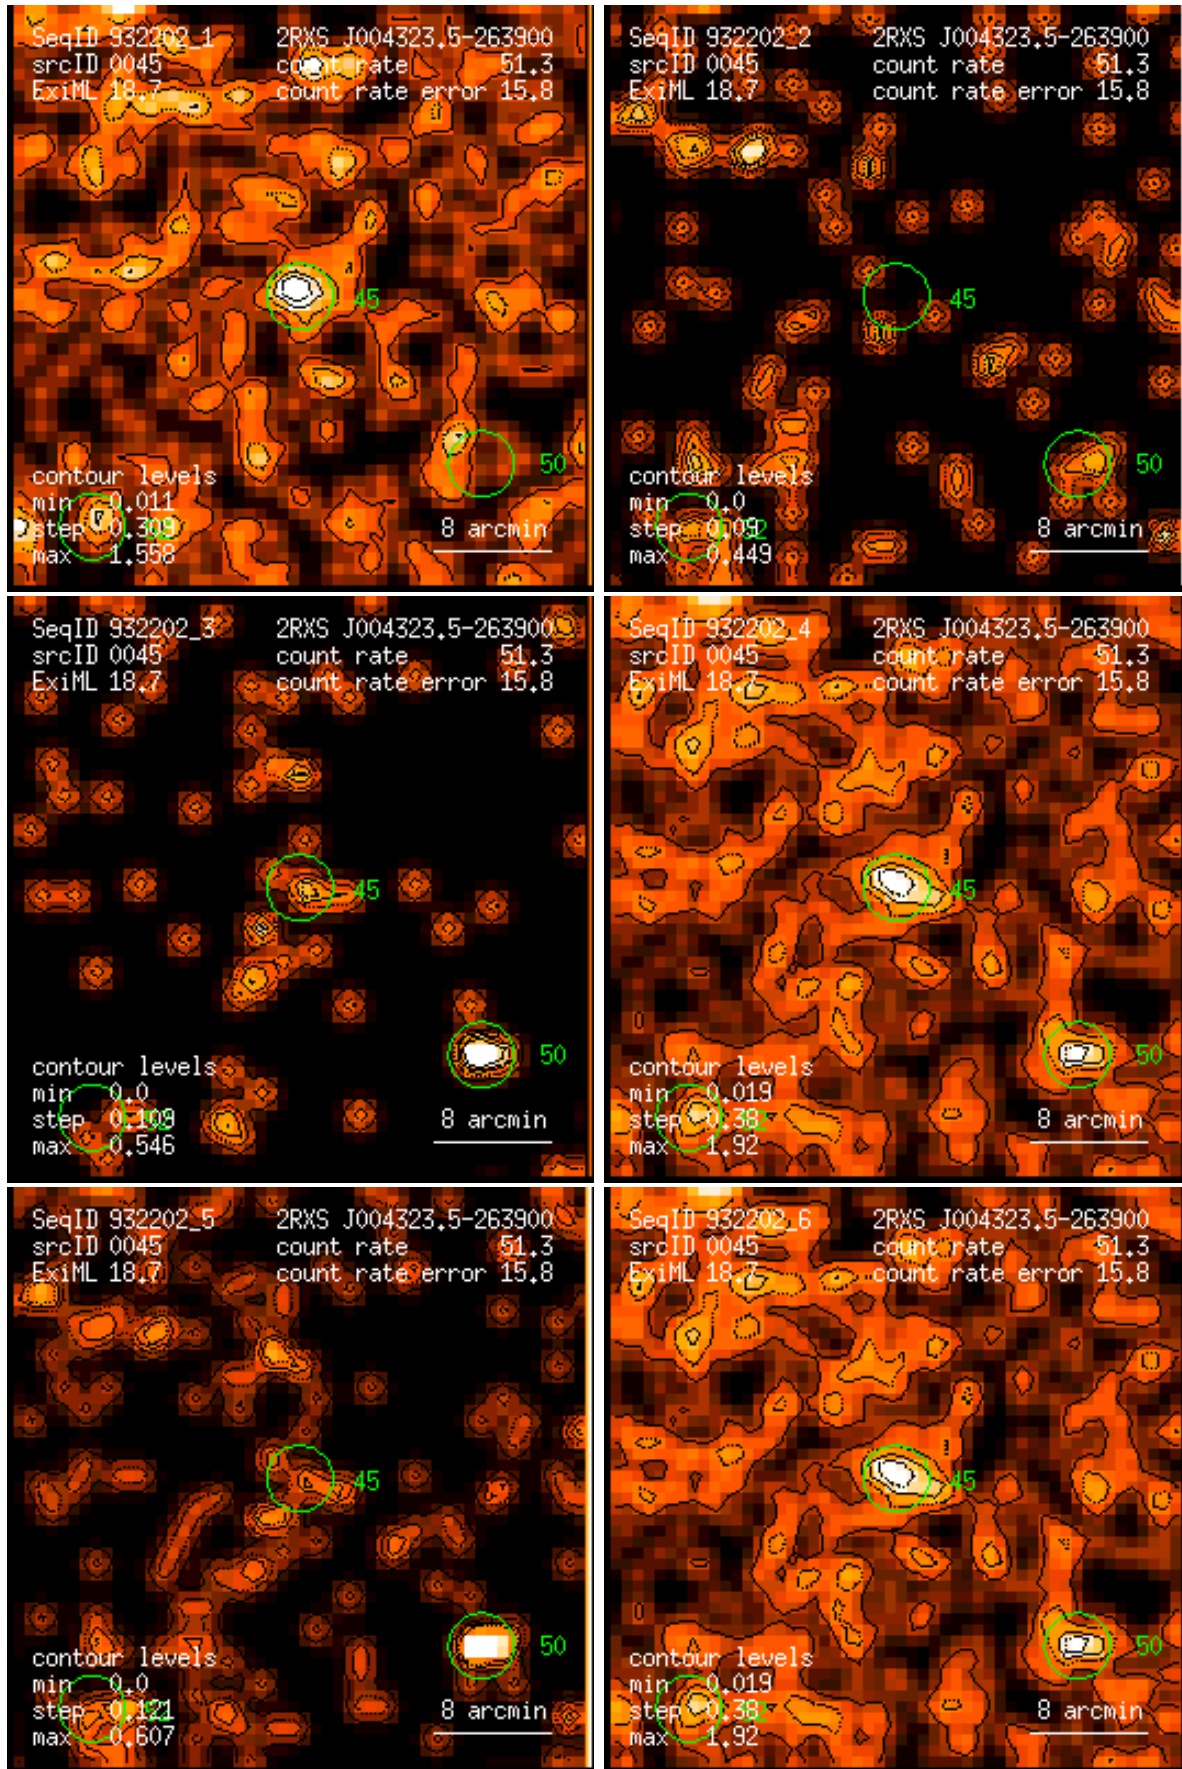 SeqID 932202_1 2RXS J004323.5-263900
srcID 0045 count rate 51.3
ExiML 18.7 count rate error 15.8
45
50
contour levels
min 0.011
step 0.309 52
8 arcmin
max 1.558
SeqID 932202_2 2RXS J004323.5-263900
srcID 0045 count rate 51.3
ExiML 18.7 count rate error 15.8
45
50
contour levels
min 0.0
step 0.09 52
8 arcmin
max 0.449
SeqID 932202_3 2RXS J004323.5-263900
srcID 0045 count rate 51.3
ExiML 18.7 count rate error 15.8
45
50
contour levels
min 0.0
step 0.109 52
8 arcmin
max 0.546
SeqID 932202_4 2RXS J004323.5-263900
srcID 0045 count rate 51.3
ExiML 18.7 count rate error 15.8
45
50
contour levels
min 0.019
step 0.38 52
8 arcmin
max 1.92
SeqID 932202_5 2RXS J004323.5-263900
srcID 0045 count rate 51.3
ExiML 18.7 count rate error 15.8
45
50
contour levels
min 0.0
step 0.121 52
8 arcmin
max 0.607
SeqID 932202_6 2RXS J004323.5-263900
srcID 0045 count rate 51.3
ExiML 18.7 count rate error 15.8
45
50
contour levels
min 0.019
step 0.38 52
8 arcmin
max 1.92